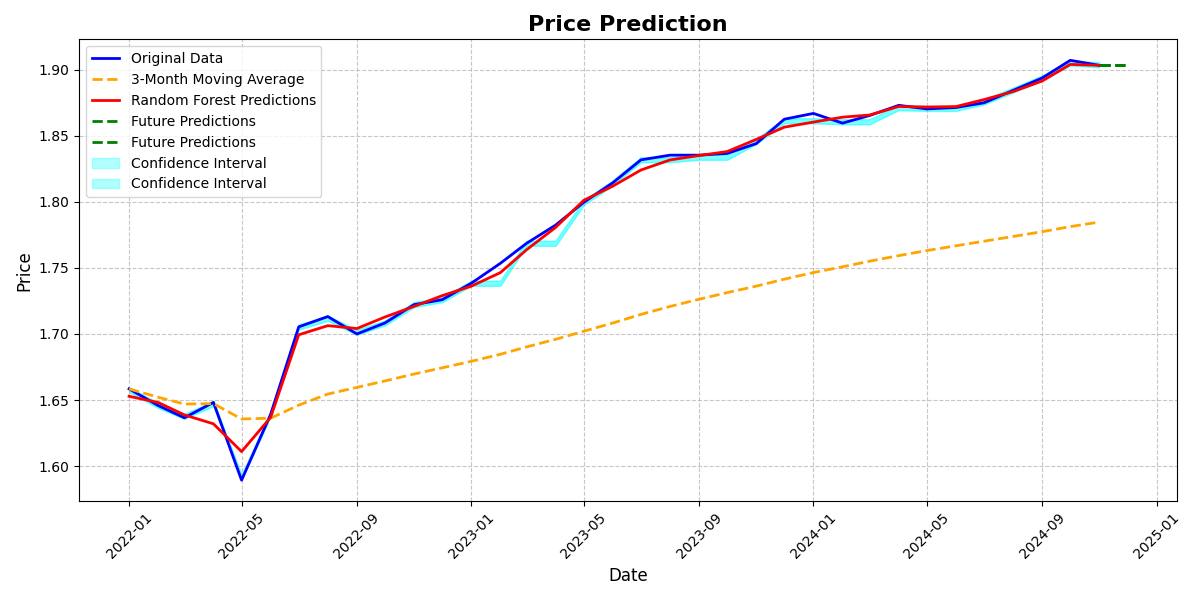 Price Prediction
Original Data
3-Month Moving Average
Random Forest Predictions
Future Predictions
Future Predictions
Confidence Interval
Confidence Interval
Price
1.90
1.85
1.80
1.75
1.70
1.65
1.60
2022-01
2022-05
2022-09
2023-01
2023-05
2023-09
2024-01
2024-05
2024-09
2025-01
Date